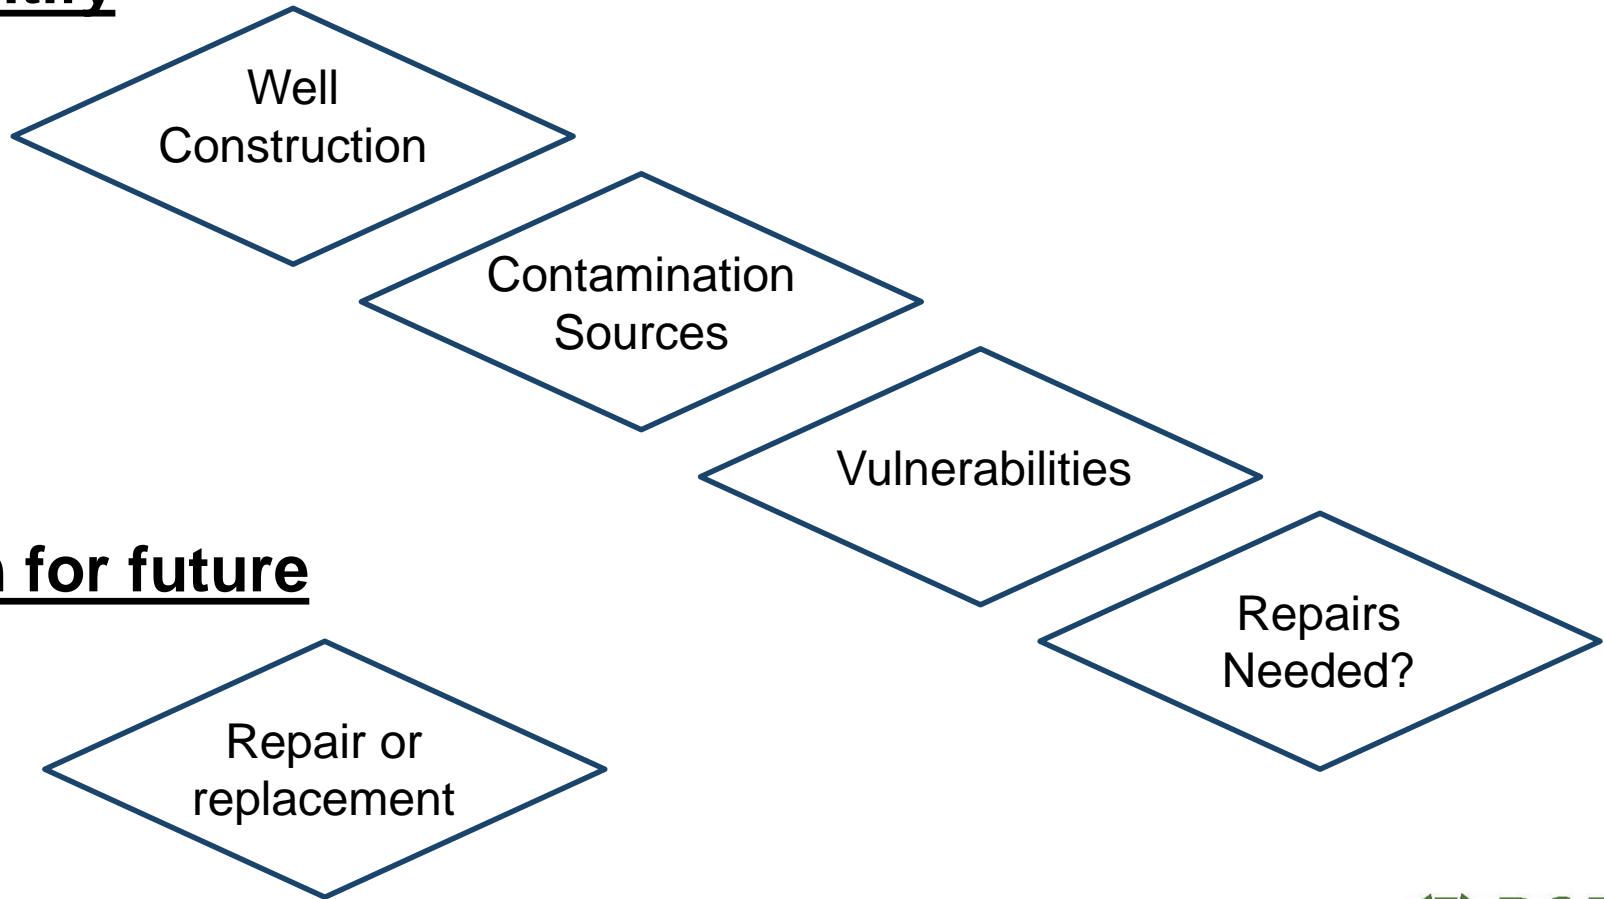 Well
Construction
Contamination
Sources
Vulnerabilities
for future
Repairs
Needed?
Repair or
replacement